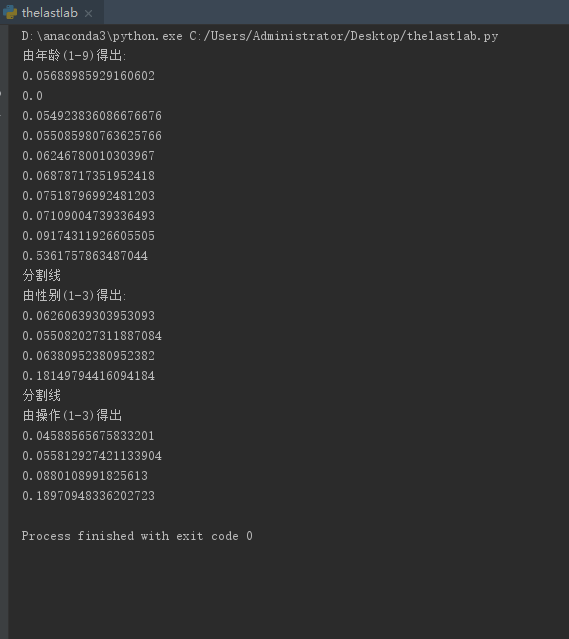 thelastlab
D:\anaconda3\python.exe C:/Users/Administrator/Desktop/thelastlab.py
由年龄(1-9)得出:
0.05688985929160602
0.0
0.054923836086676676
0.055085980763625766
0.06246780010303967
0.06878717351952418
0.07518796992481203
0.07109004739336493
0.09174311926605505
0.5361757863487044
分割线
由性别(1-3)得出:
0.06260639303953093
0.055082027311887084
0.06380952380952382
0.18149794416094184
分割线
由操作(1-3)得出
0.04588565675833201
0.055812927421133904
0.0880108991825613
0.18970948336202723
Process finished with exit code 0